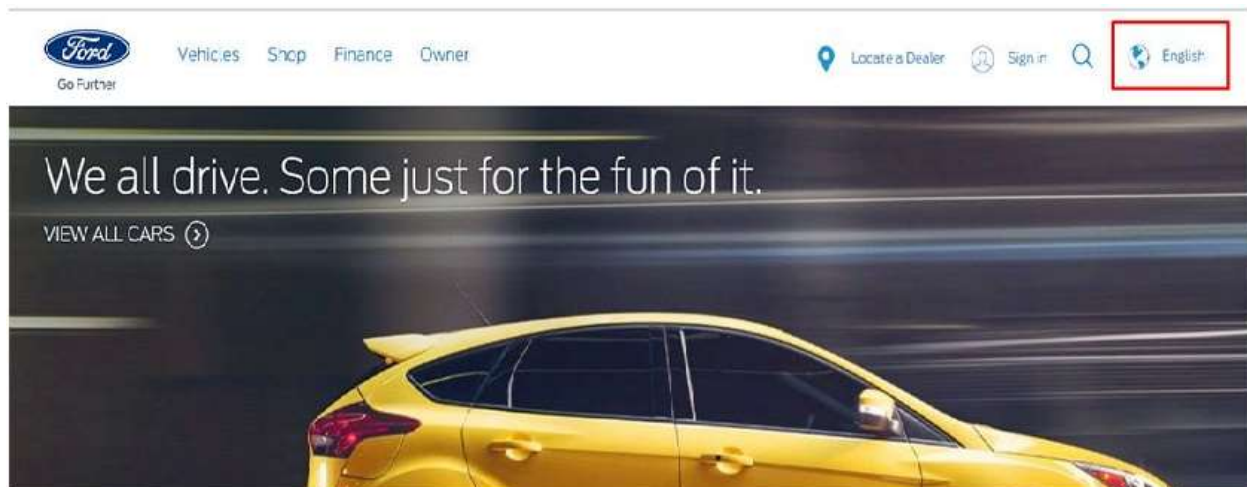 Ford
Go Further
Vehicles Shop Finance Owner
Locate a Dealer Sign in English
We all drive. Some just for the fun of it.
VIEW ALL CARS